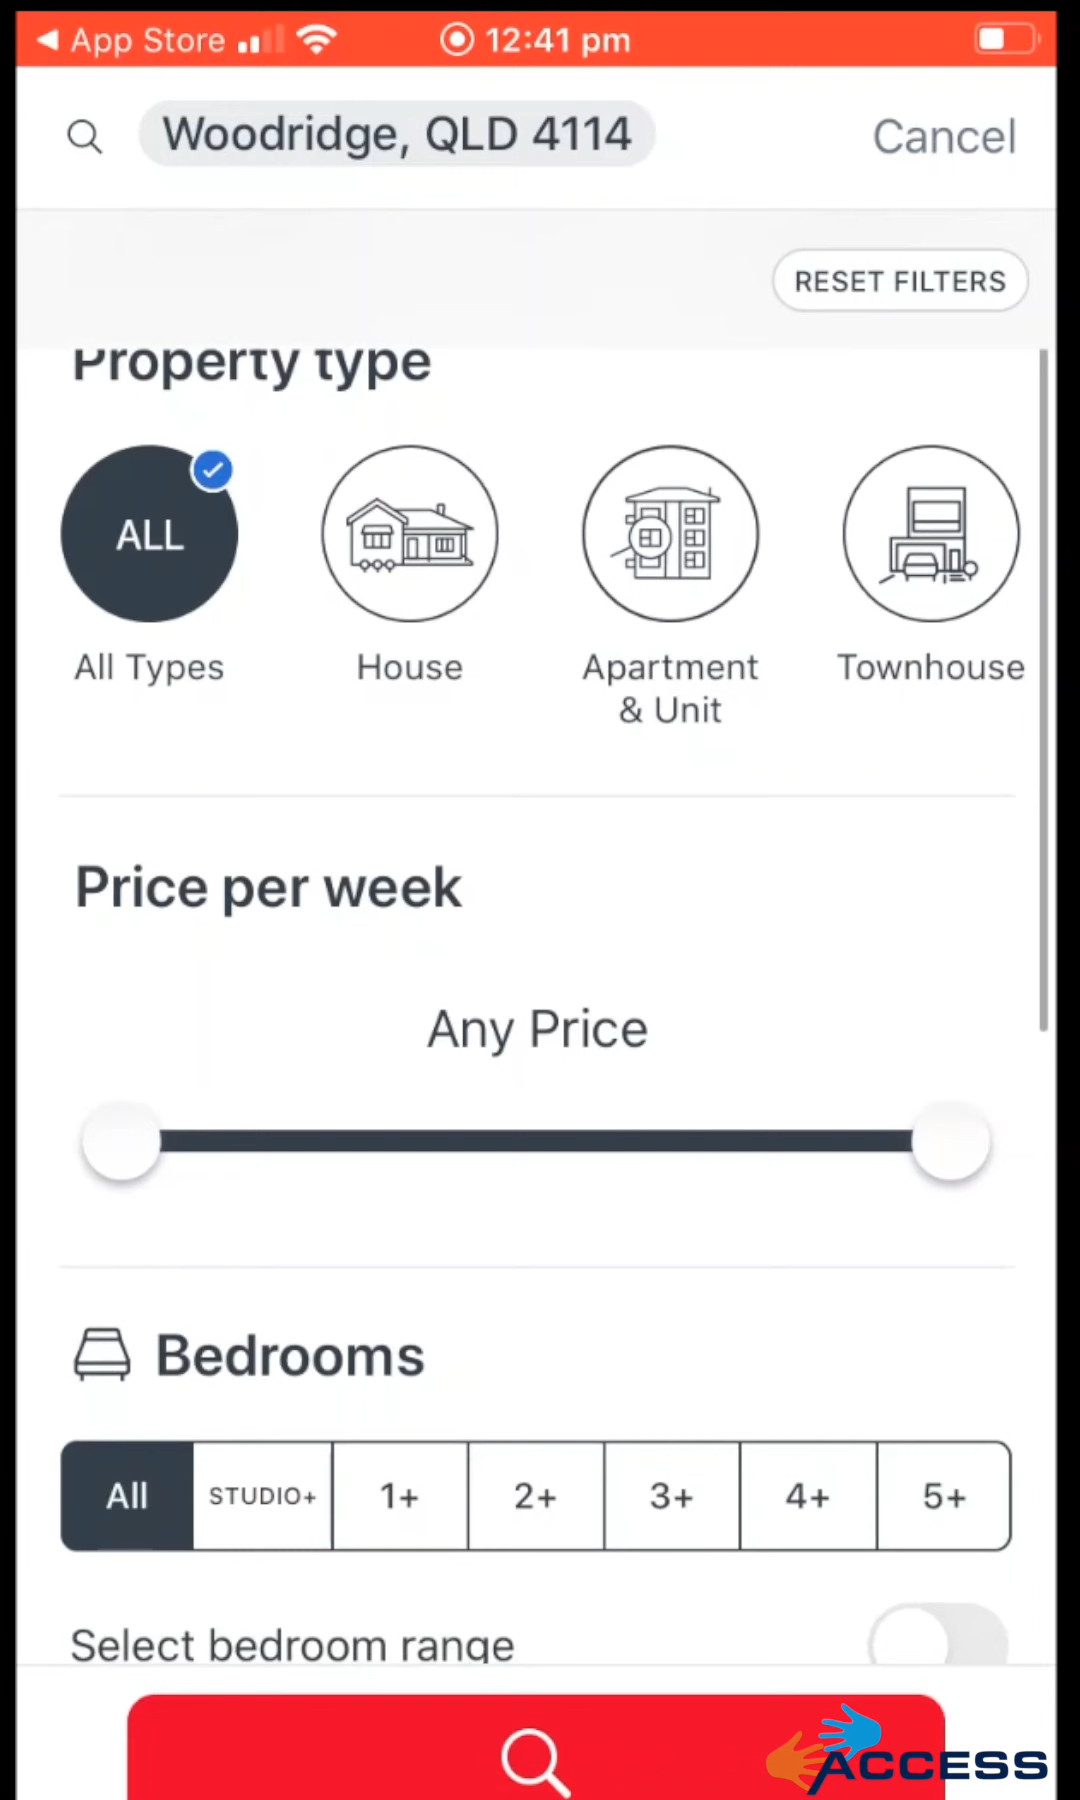 App Store
12:41 pm
Woodridge, QLD 4114
Cancel
RESET FILTERS
Property type
ALL
All Types
House
Apartment
& Unit
Townhouse
Price per week
Any Price
Bedrooms
All
STUDIO+
1+
2+
3+
4+
5+
Select bedroom range
ACCESS